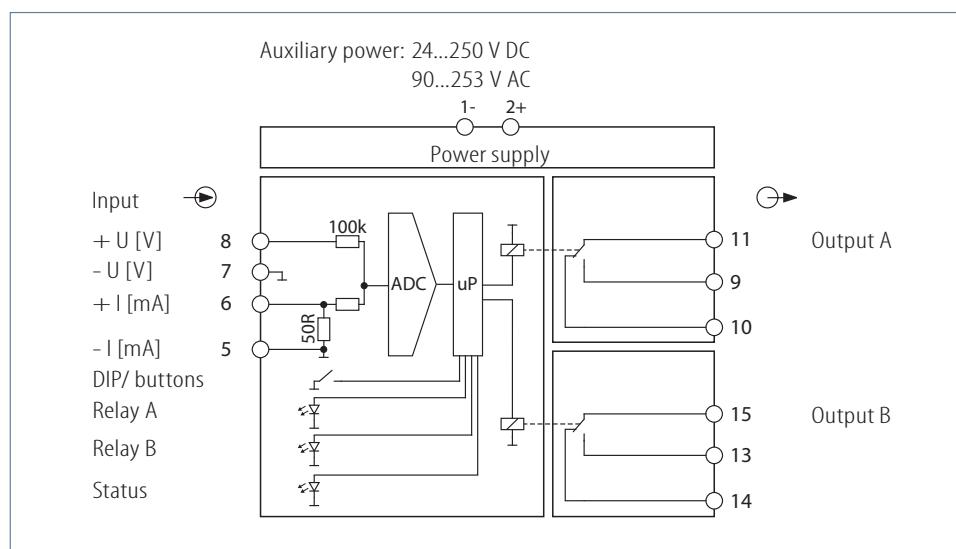 Auxiliary power: 24...250 V DC
90...253 V AC
1- 2+
Power supply
Input
+ U [V] 8
- U [V] 7
+ I [mA] 6
- I [mA] 5
DIP/ buttons
Relay A
Relay B
Status
100k
50R
ADC
uP
11 Output A
9
10
15 Output B
13
14